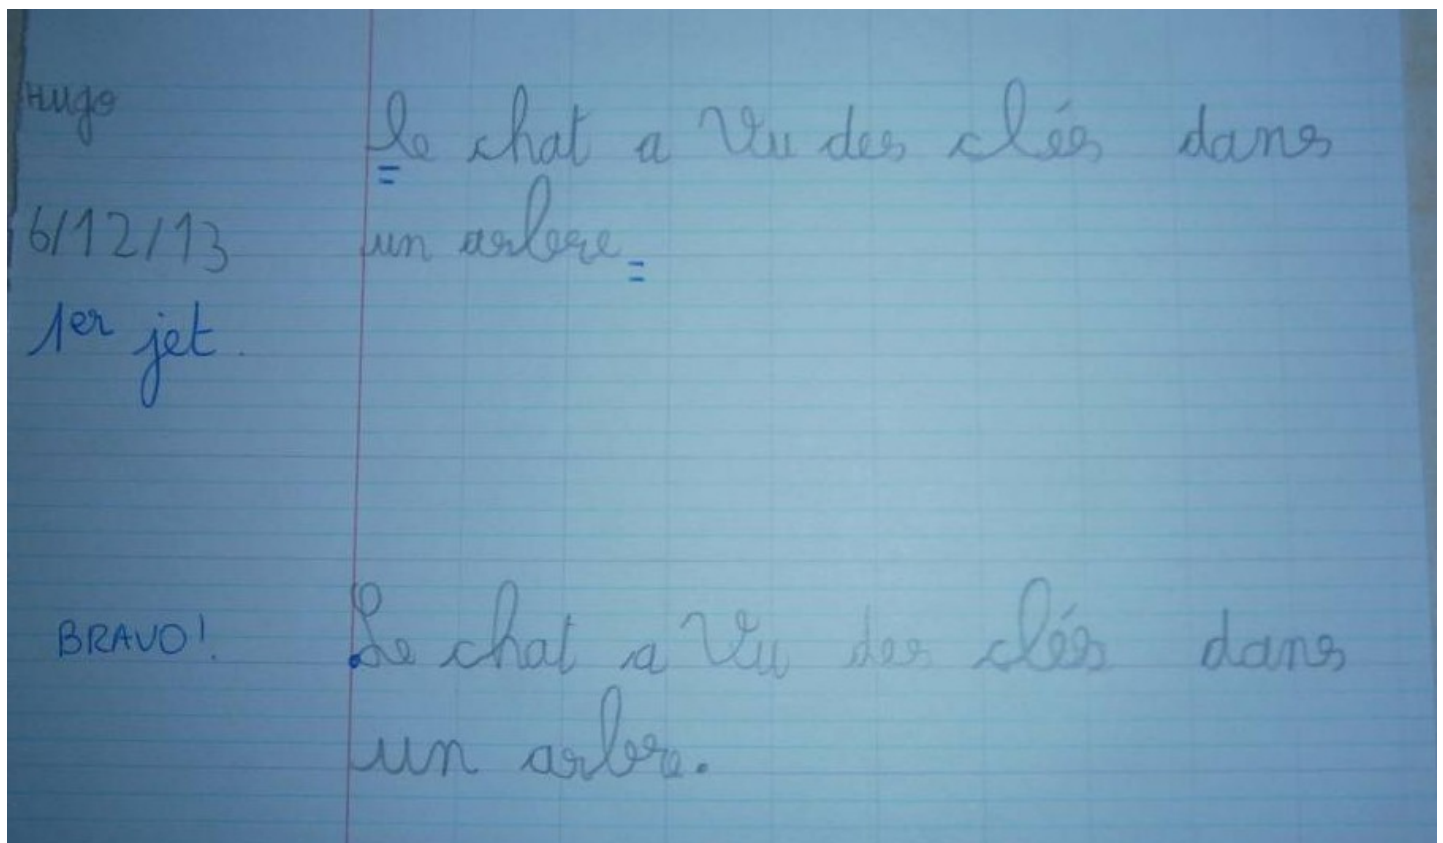 Hugo
le chat a vu des clés dans
6/12/13
un arbre
1er jet.
BRAVO!
Le chat a vu des clés dans
un arbre.